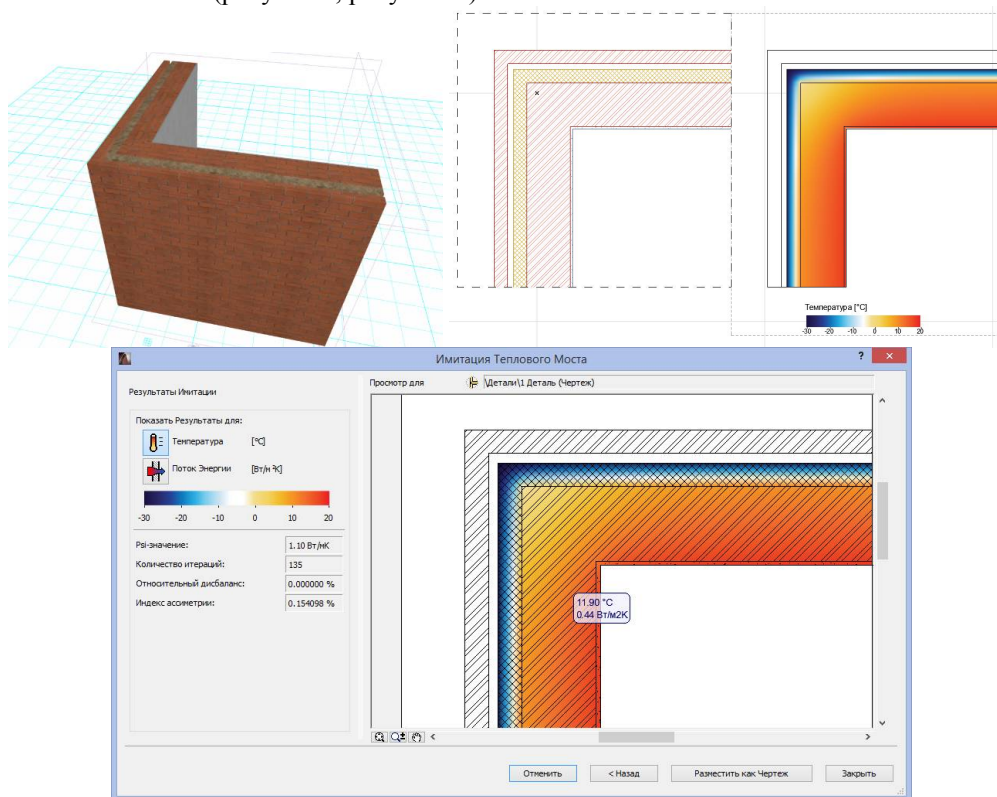 Температура [°C]
-30 -20 -10 0 10 20
Имитация Теплового Моста
? ×
Результаты Имитации
Просмотр для \Детали\1 Деталь (Чертеж)
Показать Результаты для:
Температура [°C]
Поток Энергии [Вт/м²K]
-30 -20 -10 0 10 20
Psi-значение: 1.10 Вт/мК
Количество итераций: 135
Относительный дисбаланс: 0.000000 %
Индекс ассиметрии: 0.154098 %
11.90 °C
0.44 Вт/м2K
Отменить < Назад Разместить как Чертеж Закрыть